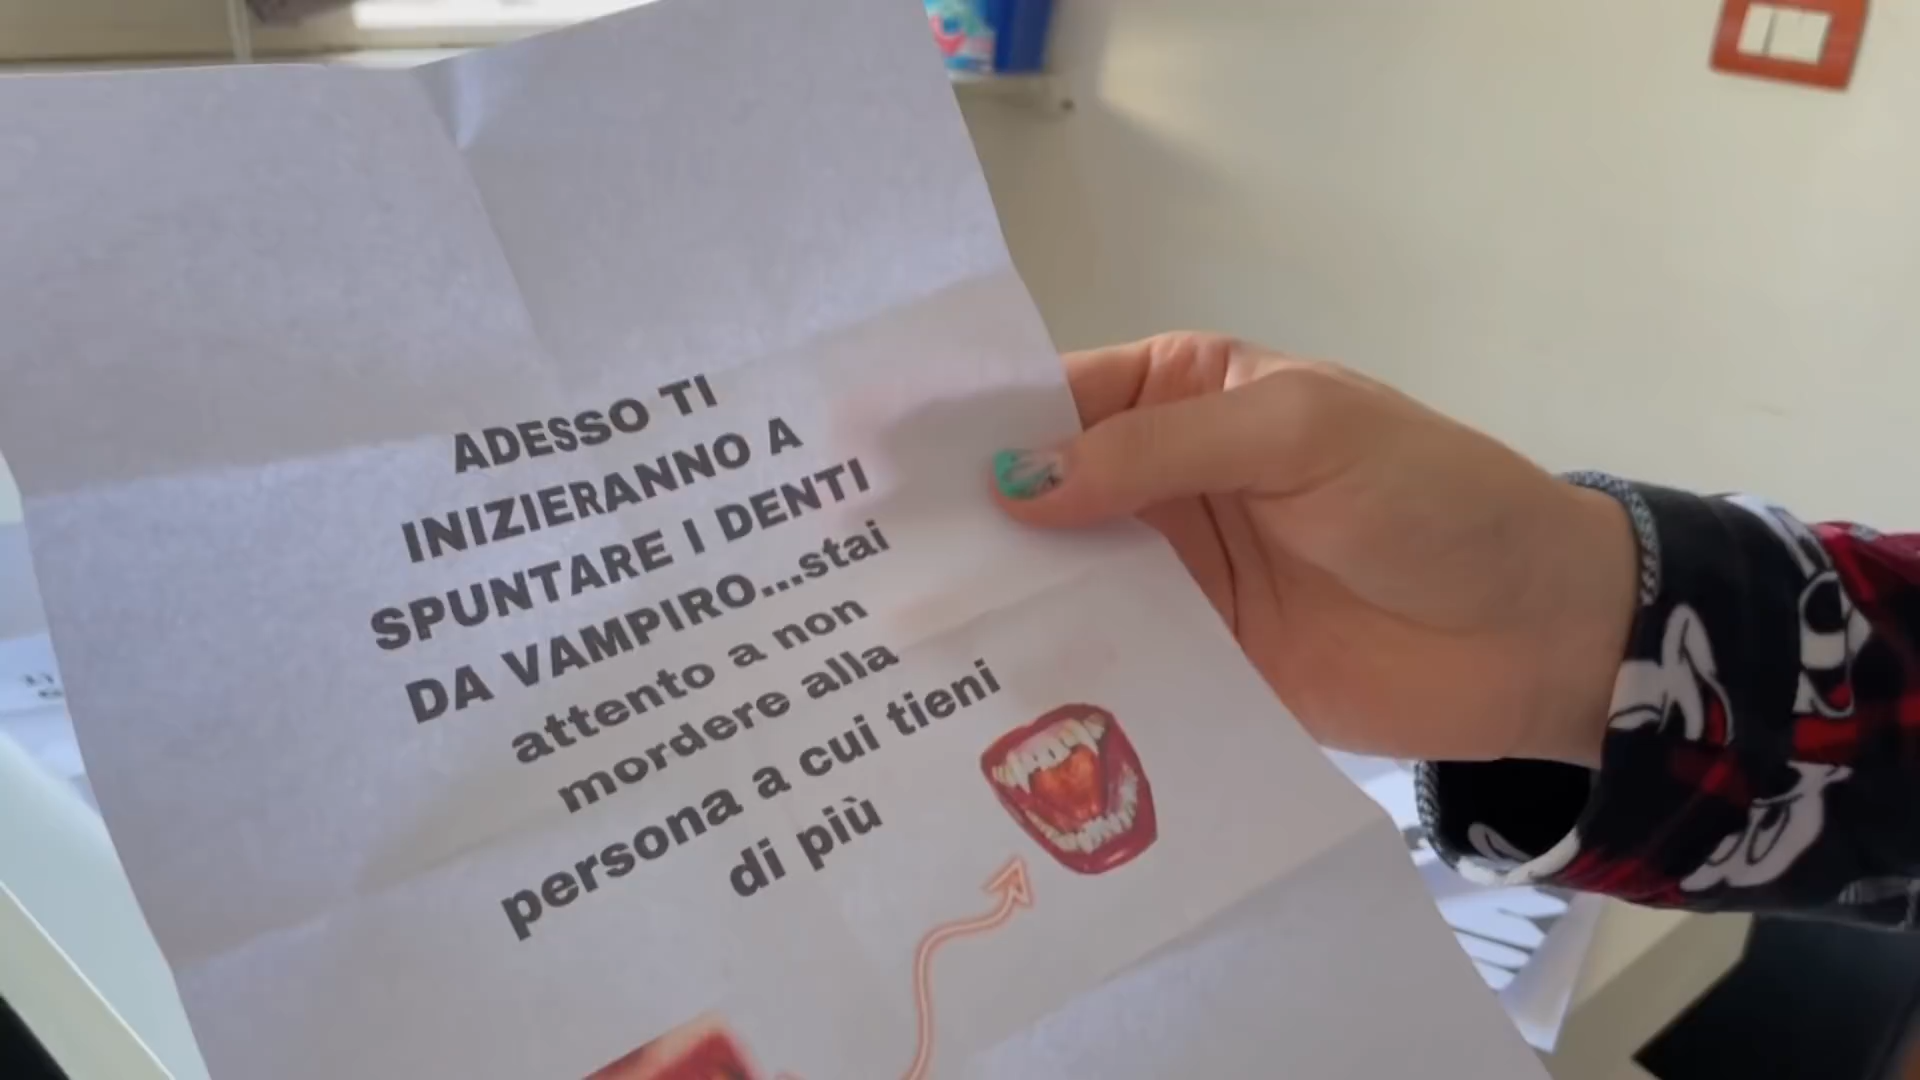 ADESSO TI
INIZIERANNO A
SPUNTARE I DENTI
DA VAMPIRO...stai
attento a non
mordere alla
persona a cui tieni
di più